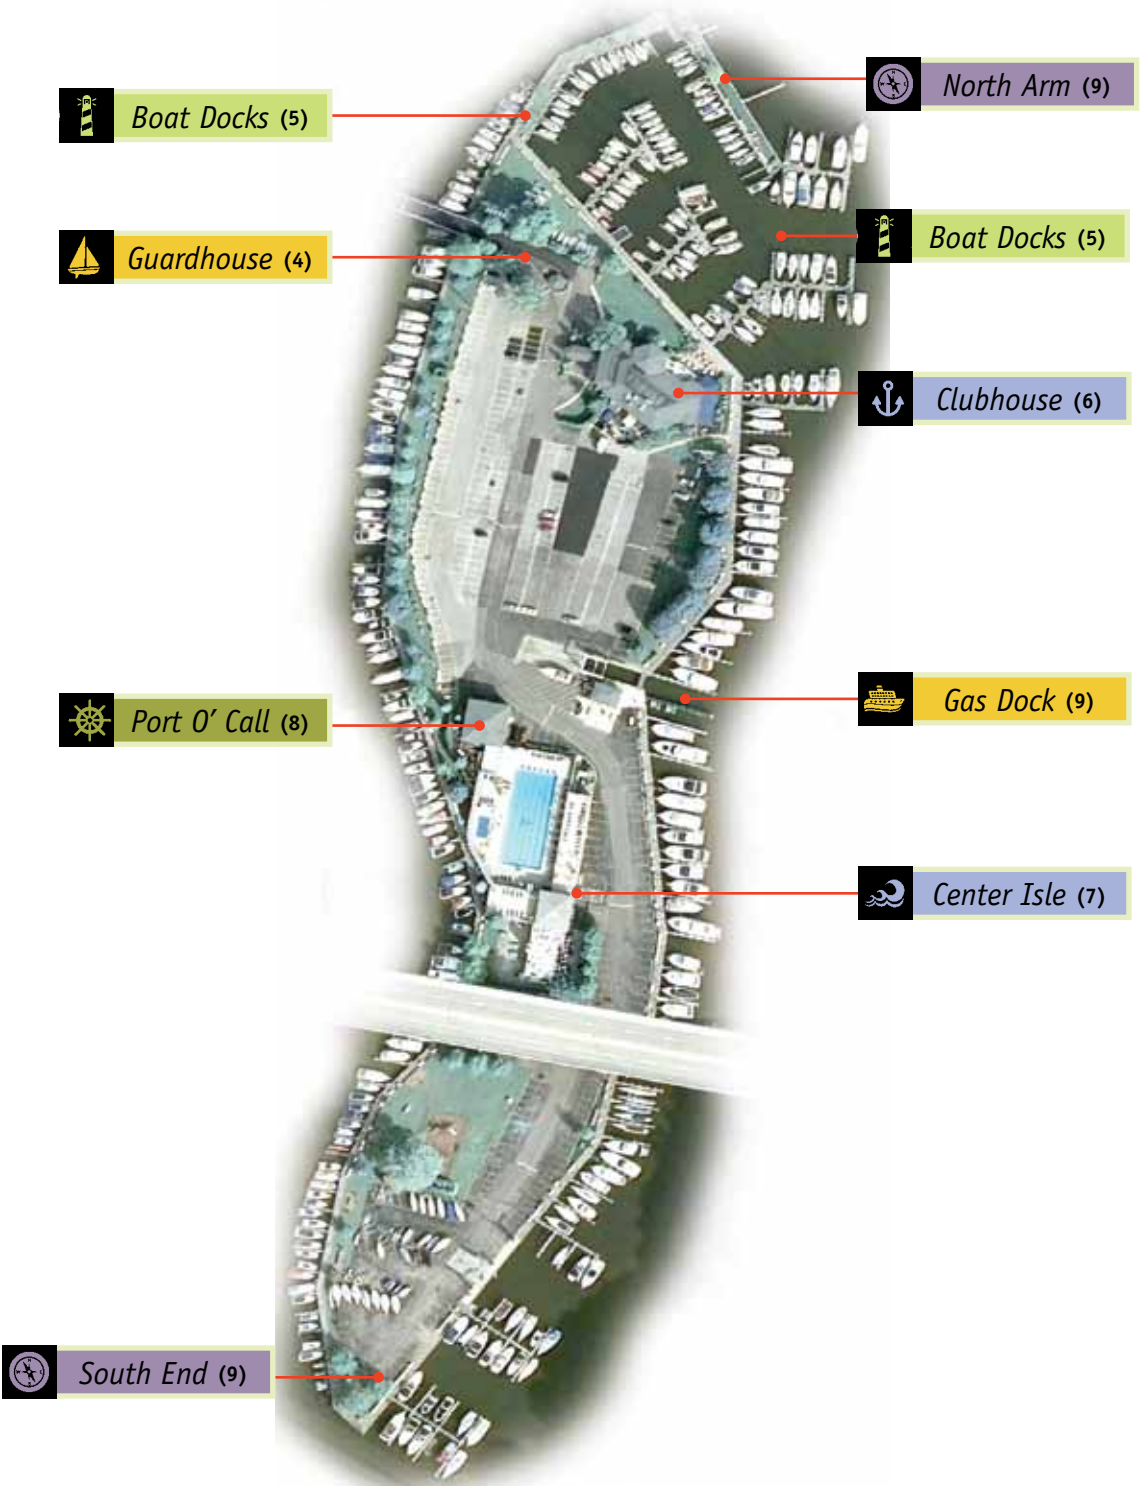 North Arm (9)
Boat Docks (5)
Boat Docks (5)
Guardhouse (4)
Clubhouse (6)
Gas Dock (9)
Port O’ Call (8)
Center Isle (7)
South End (9)